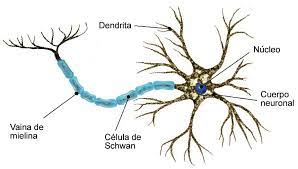 Dendrita
Núcleo
Cuerpo
neuronal
Vaina de
mielina
Célula de
Schwan